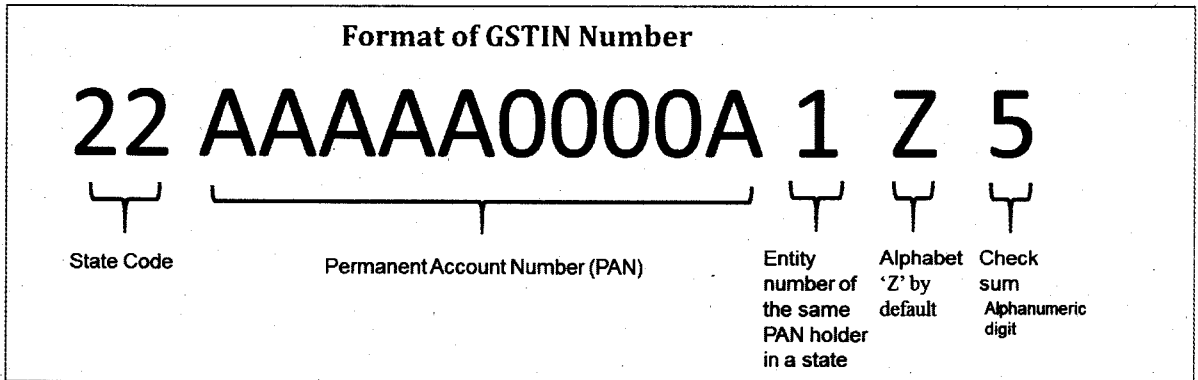 Format of GSTIN Number
22 AAAAA0000A 1 Z 5
State Code
Permanent Account Number (PAN)
Entity
number of
the same
PAN holder
in a state
Alphabet
‘Z’ by
default
Check
sum
Alphanumeric
digit